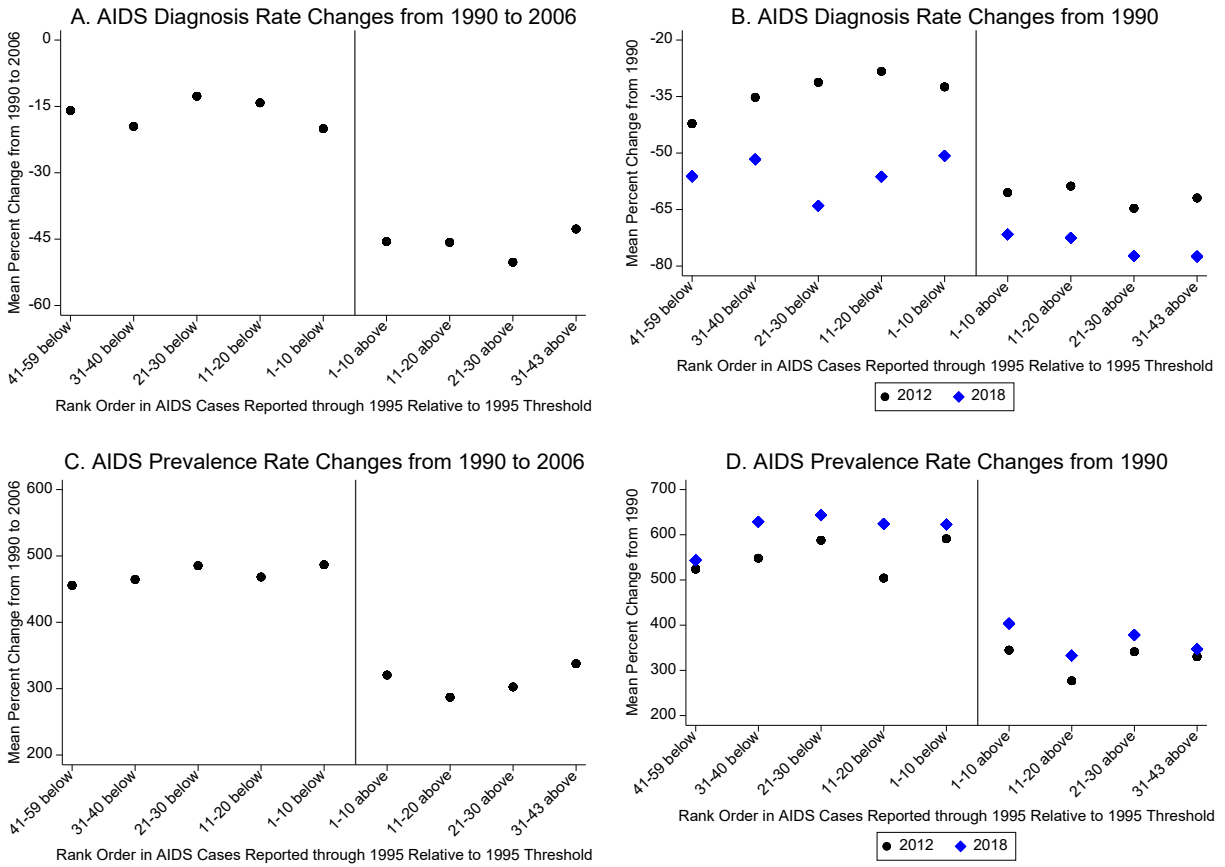 A. AIDS Diagnosis Rate Changes from 1990 to 2006
Mean Percent Change from 1990 to 2006
0
-15
-30
-45
-60
41-59 below
31-40 below
21-30 below
11-20 below
1-10 below
1-10 above
11-20 above
21-30 above
31-43 above
Rank Order in AIDS Cases Reported through 1995 Relative to 1995 Threshold
B. AIDS Diagnosis Rate Changes from 1990
Mean Percent Change from 1990
-20
-35
-50
-65
-80
41-59 below
31-40 below
21-30 below
11-20 below
1-10 below
1-10 above
11-20 above
21-30 above
31-43 above
Rank Order in AIDS Cases Reported through 1995 Relative to 1995 Threshold
2012 2018
C. AIDS Prevalence Rate Changes from 1990 to 2006
Mean Percent Change from 1990 to 2006
600
500
400
300
200
41-59 below
31-40 below
21-30 below
11-20 below
1-10 below
1-10 above
11-20 above
21-30 above
31-43 above
Rank Order in AIDS Cases Reported through 1995 Relative to 1995 Threshold
D. AIDS Prevalence Rate Changes from 1990
Mean Percent Change from 1990
700
600
500
400
300
200
41-59 below
31-40 below
21-30 below
11-20 below
1-10 below
1-10 above
11-20 above
21-30 above
31-43 above
Rank Order in AIDS Cases Reported through 1995 Relative to 1995 Threshold
2012 2018